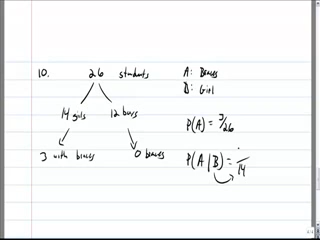 10. 26 students A: Braces
B: Girl
14 girls 12 boys
P(A) = 3/26
3 with braces 0 braces
P(A|B) = /14